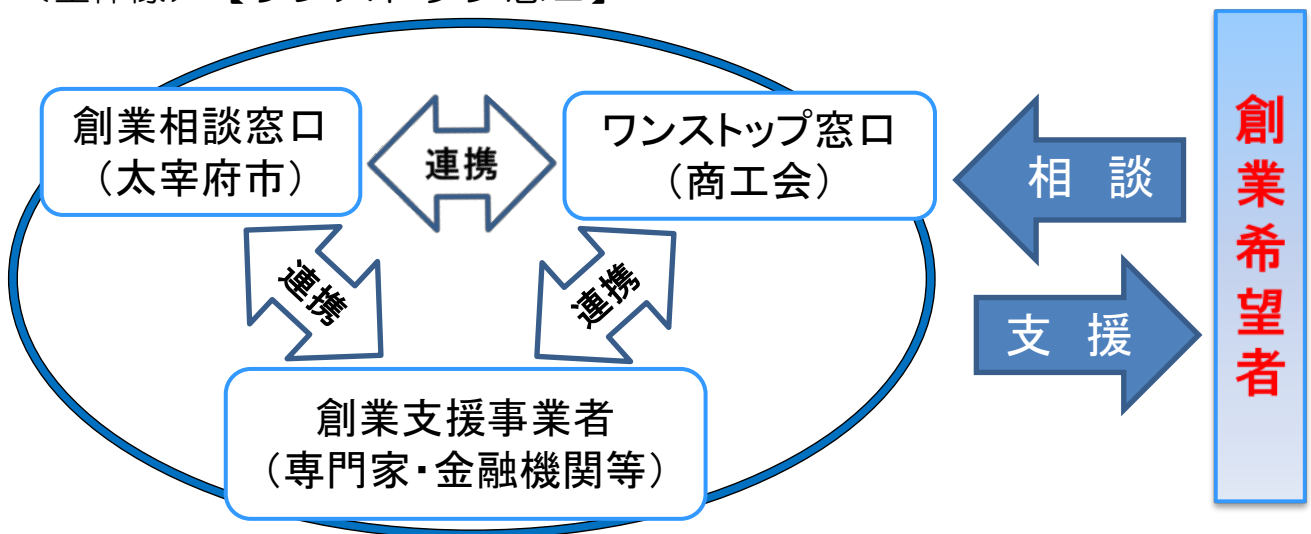 創業相談窓口
（太宰府市）
連携
ワンストップ窓口
（商工会）
連携
連携
創業支援事業者
（専門家・金融機関等）
相 談
支 援
創業希望者